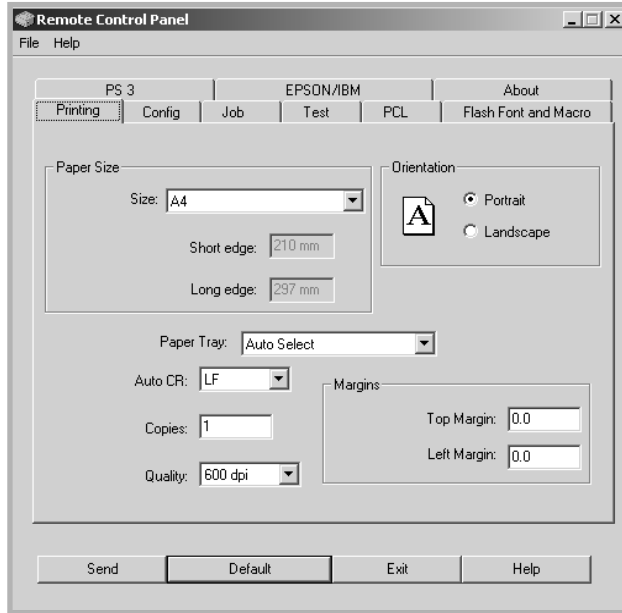 Remote Control Panel
File Help
PS 3 EPSON/IBM About
Printing Config Job Test PCL Flash Font and Macro
Paper Size
Size: A4
Short edge: 210 mm
Long edge: 297 mm
Orientation
A
Portrait
Landscape
Paper Tray: Auto Select
Auto CR: LF
Copies: 1
Quality: 600 dpi
Margins
Top Margin: 0.0
Left Margin: 0.0
Send Default Exit Help